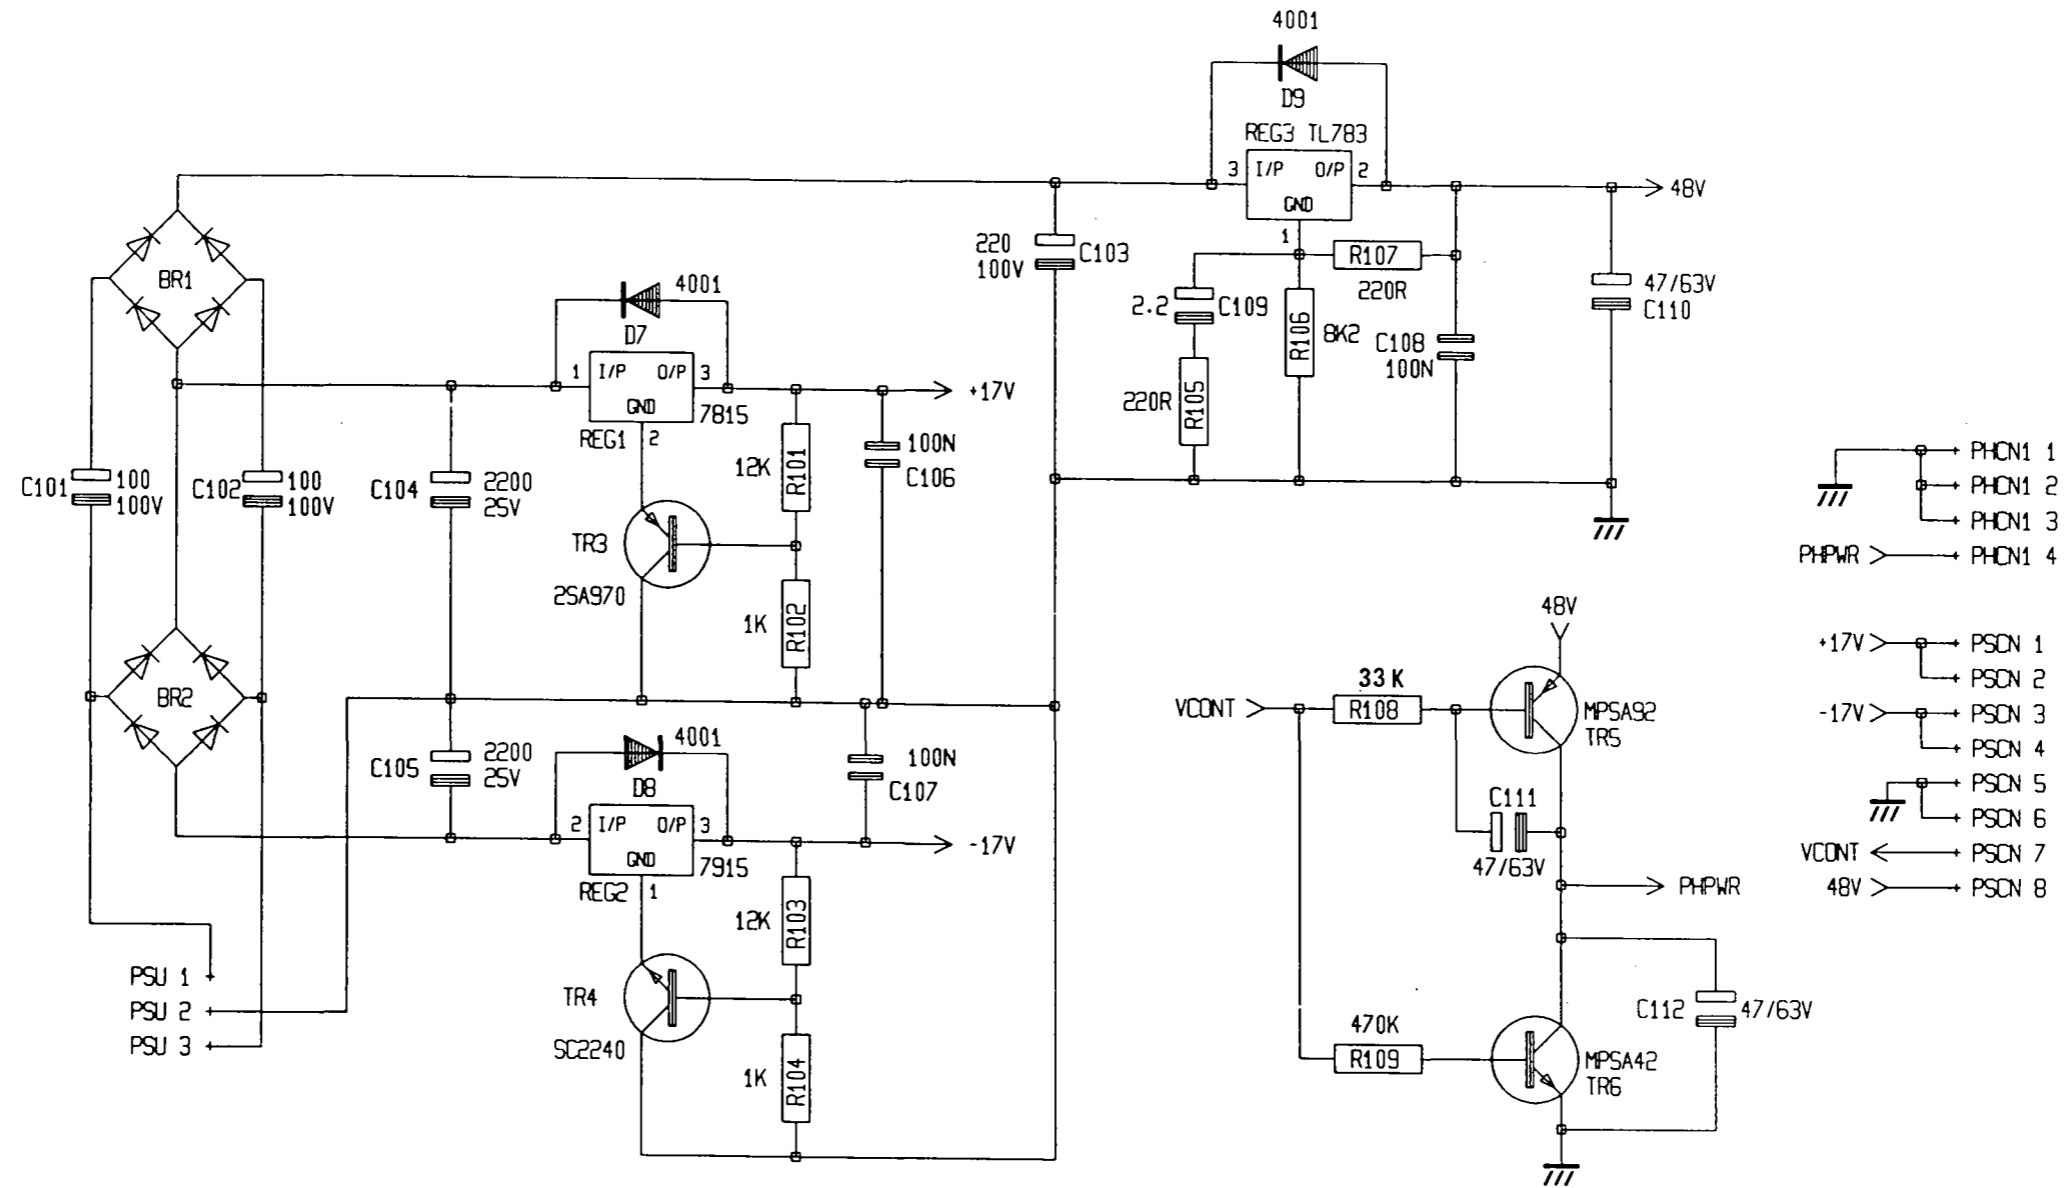 4001
D9
REG3 TL783
3 I/P O/P 2
GND
1
48V
220
100V C103
R107
220R
2.2 C109
R106
8K2
C108
100N
47/63V
C110
220R R105
BR1
4001
D7
1 I/P O/P 3
GND
7815
REG1 2
+17V
12K R101
100N
C106
C101 100
100V
C102 100
100V
C104 2200
25V
TR3
2SA970
1K R102
BR2
C105 2200
25V
4001
D8
2 I/P O/P 3
GND
7915
REG2 1
100N
C107
-17V
12K R103
TR4
SC2240
1K R104
PSU 1
PSU 2
PSU 3
48V
VCONT
33K
R108
MPSA92
TR5
C111
47/63V
PHPWR
C112 47/63V
470K
R109
MPSA42
TR6
PHCN1 1
PHCN1 2
PHCN1 3
PHPWR PHCN1 4
+17V PSCN 1
PSCN 2
-17V PSCN 3
PSCN 4
PSCN 5
PSCN 6
VCONT PSCN 7
48V PSCN 8